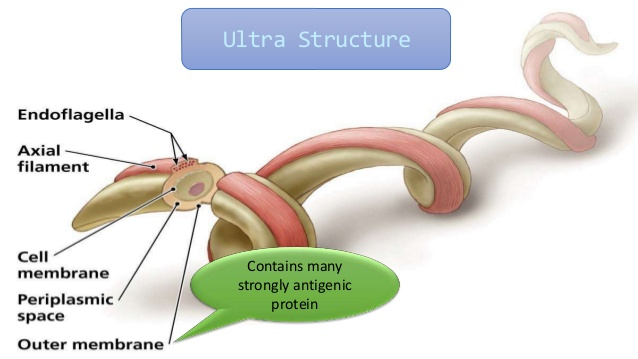 Ultra Structure
Endoflagella
Axial
filament
Cell
membrane
Periplasmic
space
Outer membrane
Contains many
strongly antigenic
protein